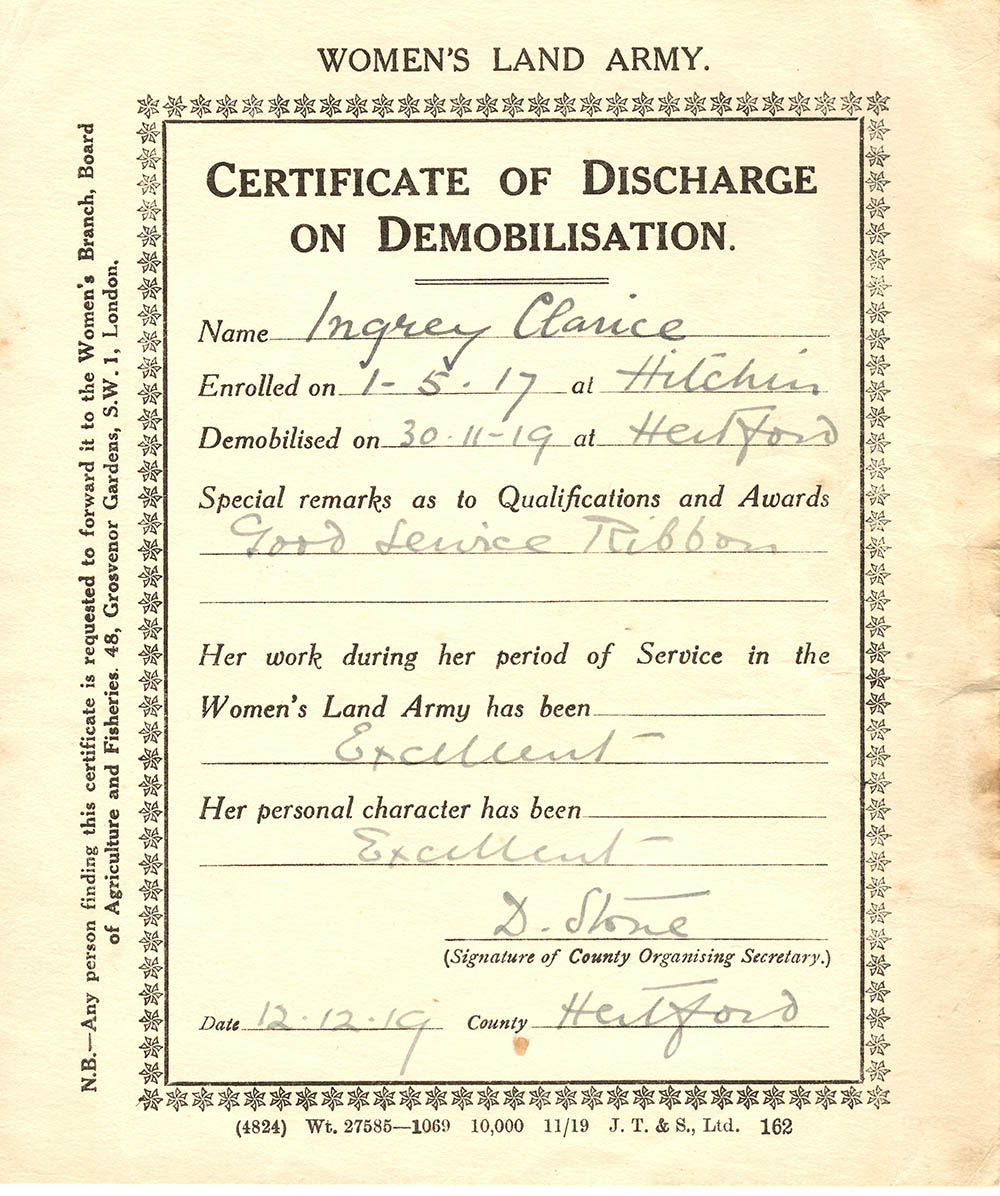 WOMEN'S LAND ARMY.
CERTIFICATE OF DISCHARGE
ON DEMOBILISATION.
Name Ingrey Clarice
Enrolled on 1-5.17 at Hitchin
Demobilised on 30.11-19 at Hertford
Special remarks as to Qualifications and Awards
Good Service Ribbon
Her work during her period of Service in the
Women's Land Army has been
Excellent
Her personal character has been
Excellent
D. Stone
(Signature of County Organising Secretary.)
Date 12.12.19 County Hertford
(4824) Wt. 27585—1069 10,000 11/19 J. T. & S., Ltd. 162
N.B.—Any person finding this certificate is requested to forward it to the Women's Branch, Board
of Agriculture and Fisheries. 48, Grosvenor Gardens, S.W. 1, London.